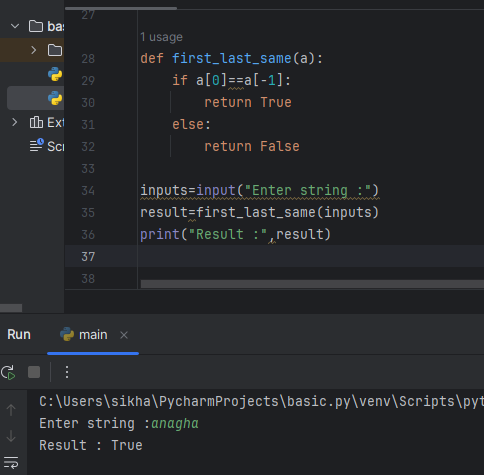 27
bas
1 usage
28 def first_last_same(a):
29 if a[0]==a[-1]:
30 return True
Ext
31 else:
Scr
32 return False
33
34 inputs=input("Enter string :")
35 result=first_last_same(inputs)
36 print("Result :",result)
37
38
Run main
C:\Users\sikha\PycharmProjects\basic.py\venv\Scripts\pyt
Enter string :anagha
Result : True